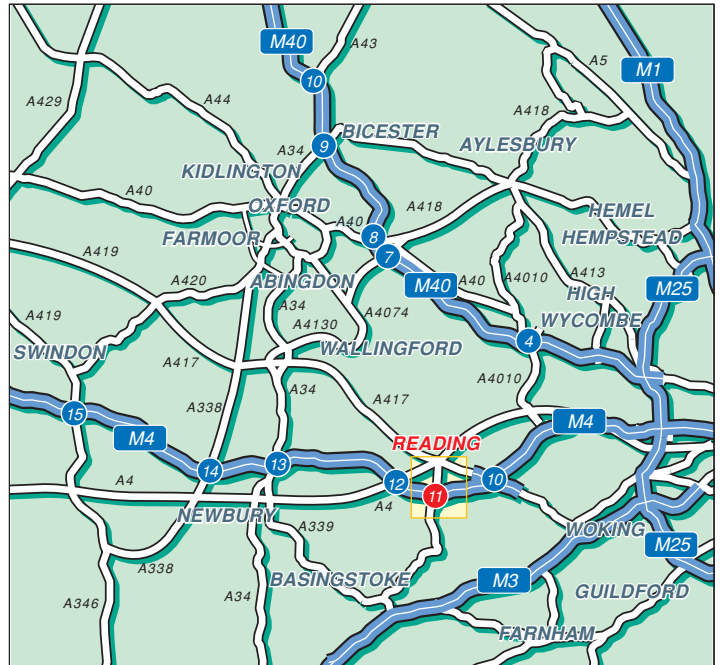 M40
A43
A5
M1
10
A429
A44
A418
BICESTER
AYLESBURY
9
A34
KIDLINGTON
A40
OXFORD
HEMEL
HEMPSTEAD
A40
A418
FARMOOR
8
7
A419
ABINGDON
A420
M40
A40
A4010
A413
M25
HIGH
WYCOMBE
A34
A4074
A419
A4130
SWINDON
WALLINGFORD
4
A417
A34
A417
A4010
15
A338
M4
READING
M4
14
13
12
10
11
A4
A4
NEWBURY
A339
WOKING
M25
A338
BASINGSTOKE
M3
GUILDFORD
A346
A34
FARNHAM